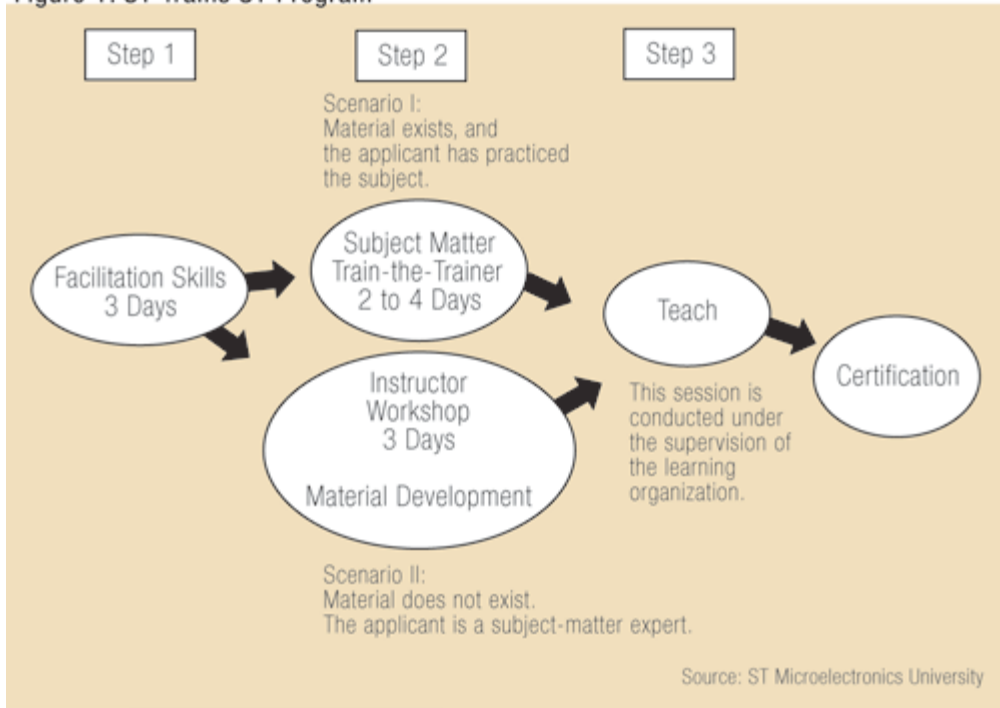 Step 1
Step 2
Step 3
Scenario I:
Material exists, and
the applicant has practiced
the subject.
Facilitation Skills
3 Days
Subject Matter
Train-the-Trainer
2 to 4 Days
Instructor
Workshop
3 Days
Material Development
Scenario II:
Material does not exist.
The applicant is a subject-matter expert.
Teach
This session is
conducted under
the supervision of
the learning
organization.
Certification
Source: ST Microelectronics University